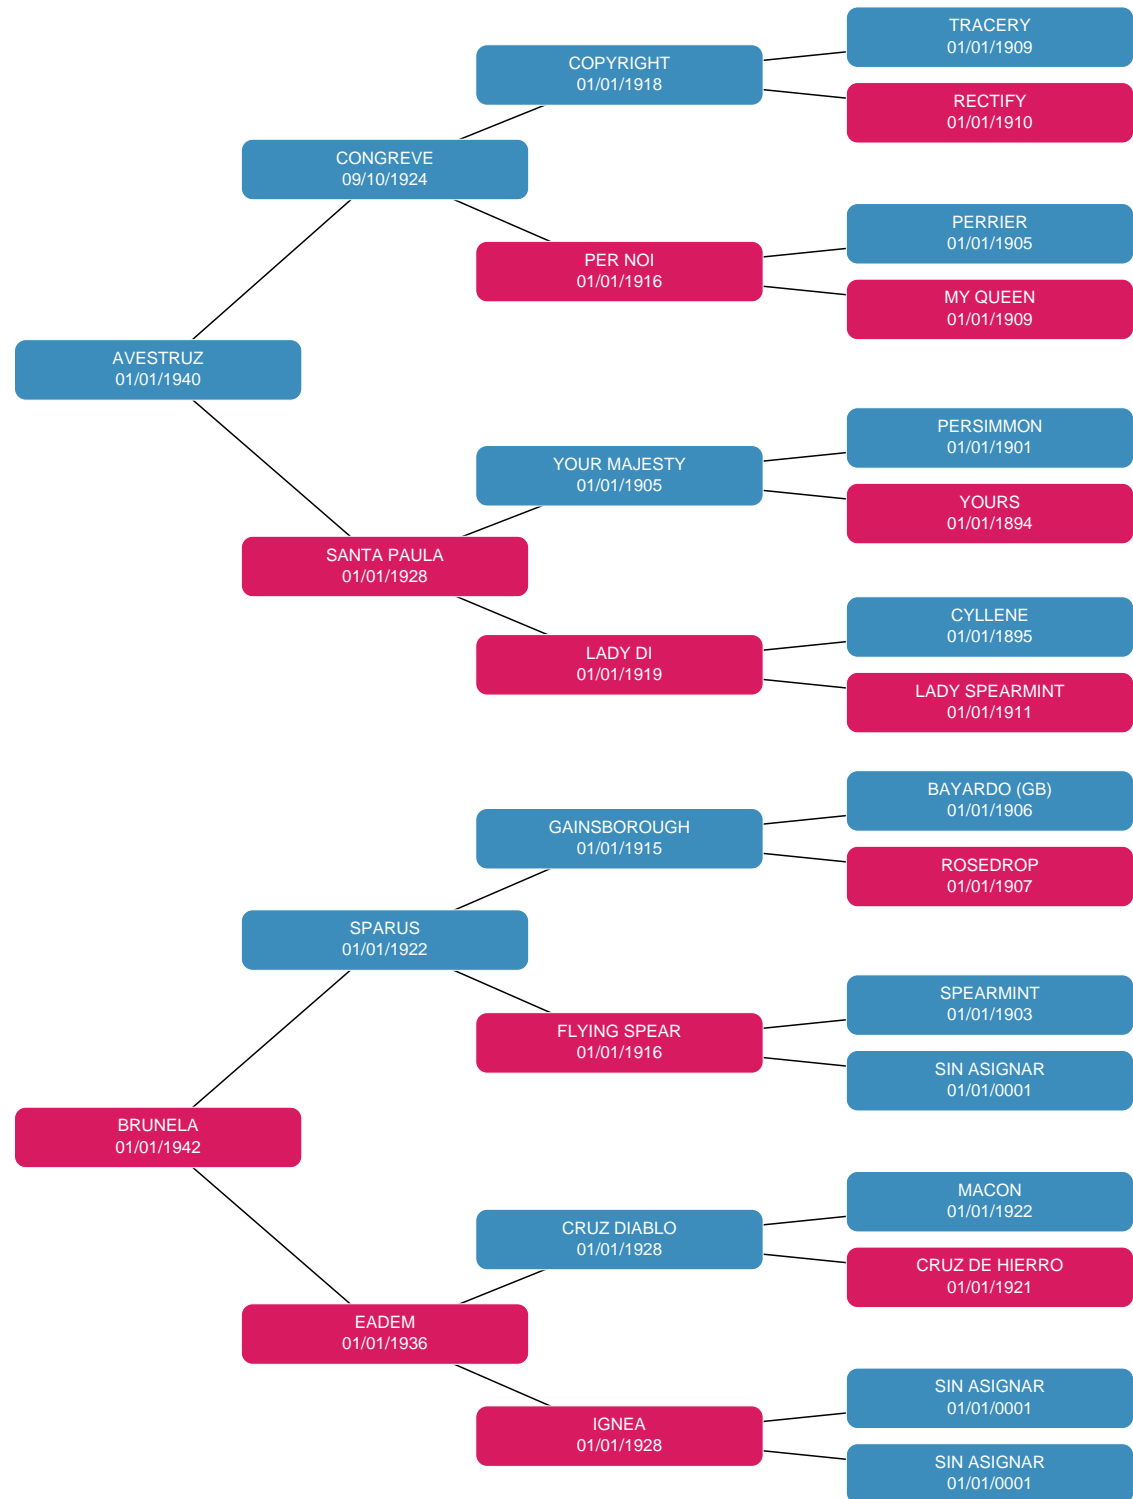 TRACERY
01/01/1909
COPYRIGHT
01/01/1918
RECTIFY
01/01/1910
CONGREVE
09/10/1924
PERRIER
01/01/1905
PER NOI
01/01/1916
MY QUEEN
01/01/1909
AVESTRUZ
01/01/1940
PERSIMMON
01/01/1901
YOUR MAJESTY
01/01/1905
YOURS
01/01/1894
SANTA PAULA
01/01/1928
CYLLENE
01/01/1895
LADY DI
01/01/1919
LADY SPEARMINT
01/01/1911
BAYARDO (GB)
01/01/1906
GAINSBOROUGH
01/01/1915
ROSEDROP
01/01/1907
SPARUS
01/01/1922
SPEARMINT
01/01/1903
FLYING SPEAR
01/01/1916
SIN ASIGNAR
01/01/0001
BRUNELA
01/01/1942
MACON
01/01/1922
CRUZ DIABLO
01/01/1928
CRUZ DE HIERRO
01/01/1921
EADEM
01/01/1936
SIN ASIGNAR
01/01/0001
IGNEA
01/01/1928
SIN ASIGNAR
01/01/0001